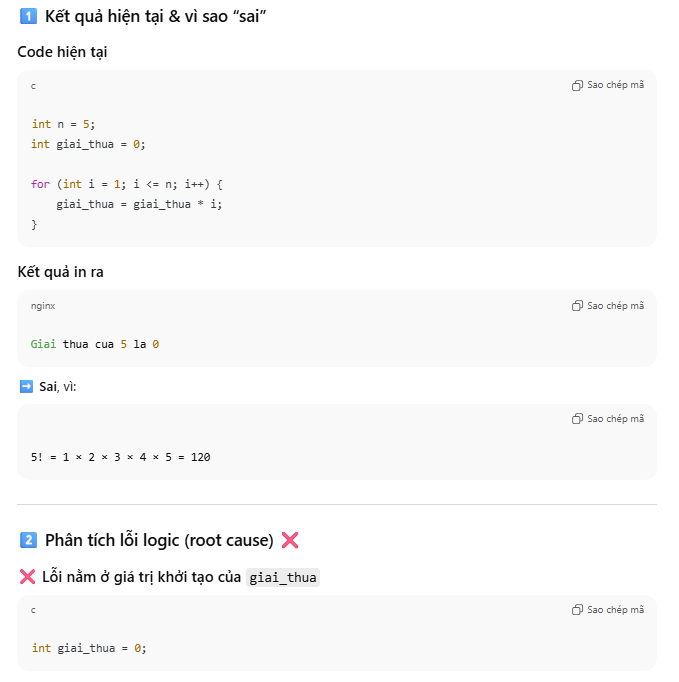 1 Kết quả hiện tại & vì sao “sai”
Code hiện tại
c Sao chép mã
int n = 5;
int giai_thua = 0;
for (int i = 1; i <= n; i++) {
    giai_thua = giai_thua * i;
}
Kết quả in ra
nginx Sao chép mã
Giai thua cua 5 la 0
➡️ Sai, vì:
Sao chép mã
5! = 1 × 2 × 3 × 4 × 5 = 120
2 Phân tích lỗi logic (root cause) ❌
❌ Lỗi nằm ở giá trị khởi tạo của giai_thua
c Sao chép mã
int giai_thua = 0;